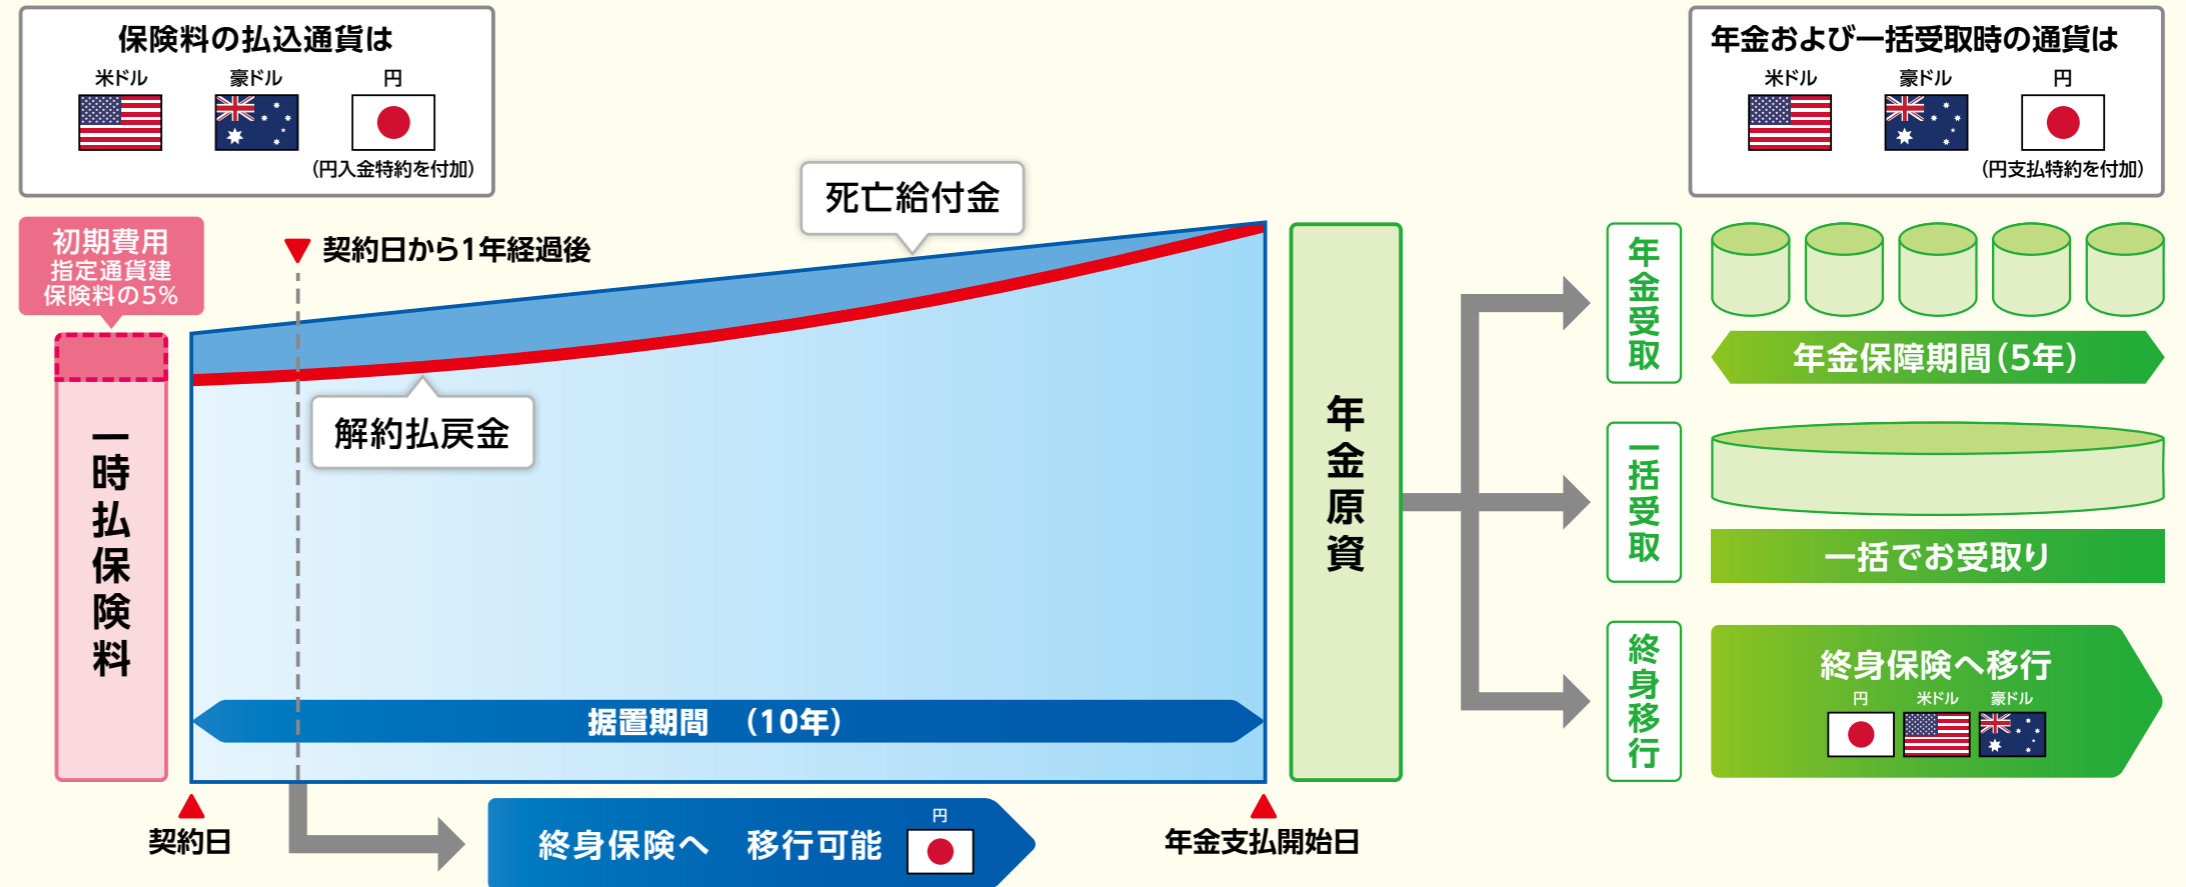 保険料の払込通貨は
米ドル 豪ドル 円
(円入金特約を付加)
年金および一括受取時の通貨は
米ドル 豪ドル 円
(円支払特約を付加)
初期費用
指定通貨建
保険料の5%
一時払保険料
契約日から1年経過後
死亡給付金
解約払戻金
据置期間 (10年)
契約日
年金支払開始日
終身保険へ 移行可能
円
年金原資
年金受取
年金保障期間(5年)
一括受取
一括でお受取り
終身移行
終身保険へ移行
円 米ドル 豪ドル